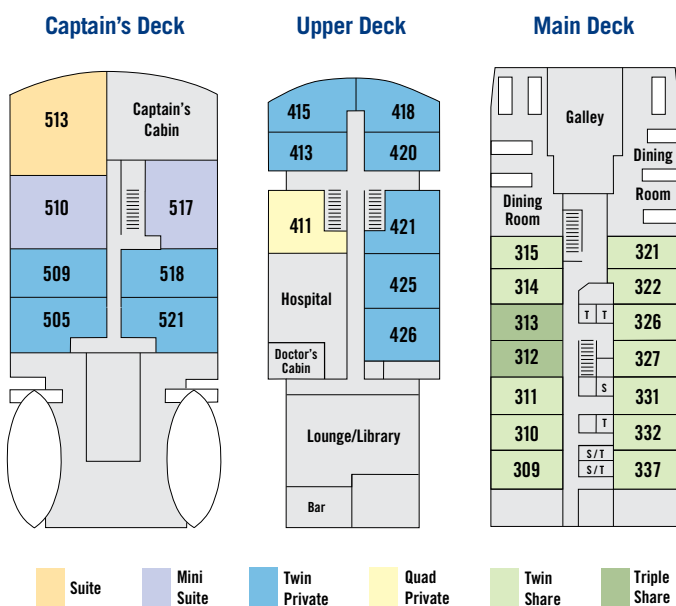 Captain's Deck
Upper Deck
Main Deck
513
Captain's
Cabin
510
517
509
518
505
521
415
418
413
420
411
421
Hospital
425
Doctor's
Cabin
426
Lounge/Library
Bar
Galley
Dining
Room
Dining
Room
315
321
314
322
313
T T
326
312
327
311
S
331
310
T
332
S/T
309
S/T
337
Suite
Mini
Suite
Twin
Private
Quad
Private
Twin
Share
Triple
Share